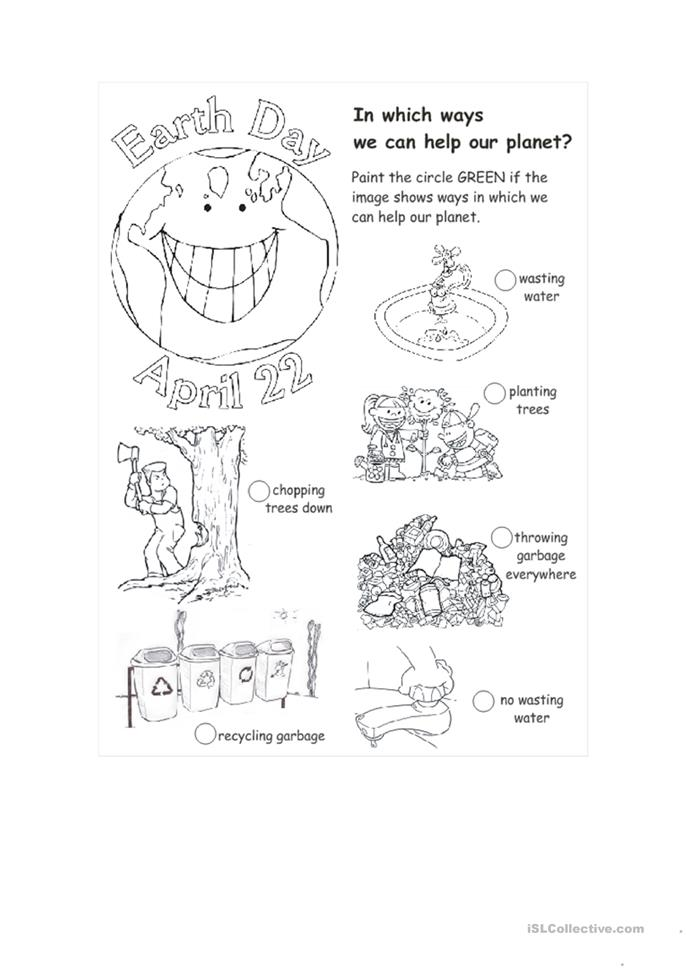 Earth Day
April 22
In which ways
we can help our planet?
Paint the circle GREEN if the
image shows ways in which we
can help our planet.
wasting
water
planting
trees
chopping
trees down
throwing
garbage
everywhere
no wasting
water
recycling garbage
iSLCollective.com